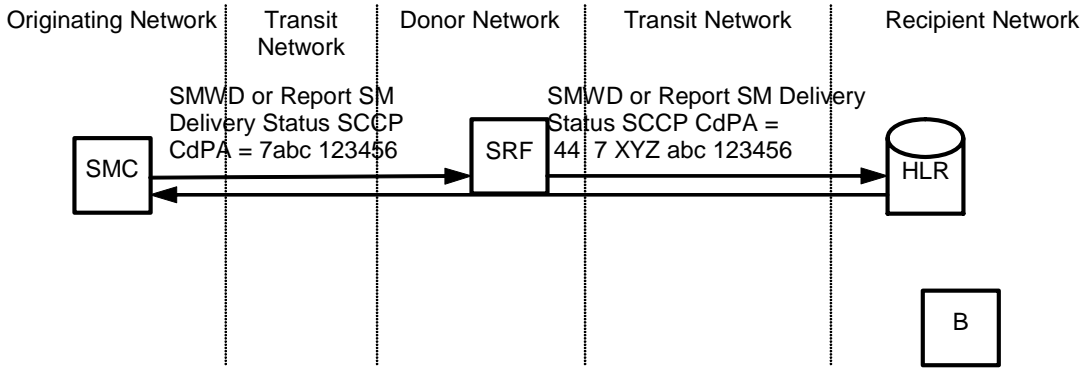 Originating Network
Transit
Network
Donor Network
Transit Network
Recipient Network
SMWD or Report SM
Delivery Status SCCP
CdPA = 7abc 123456
SMWD or Report SM Delivery
Status SCCP CdPA =
44 7 XYZ abc 123456
SMC
SRF
HLR
B